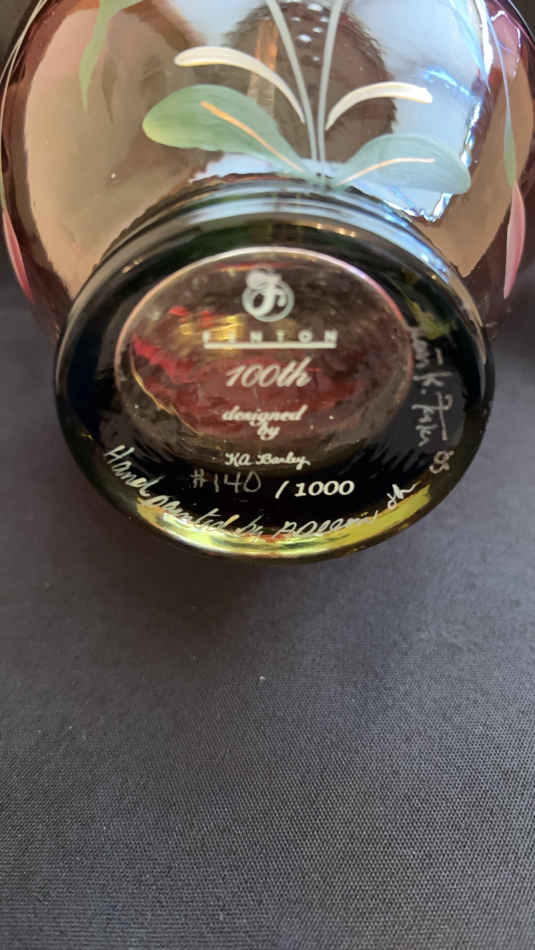 FENTON
100th
designed
by
KA Barley
#140 / 1000
Hand painted by